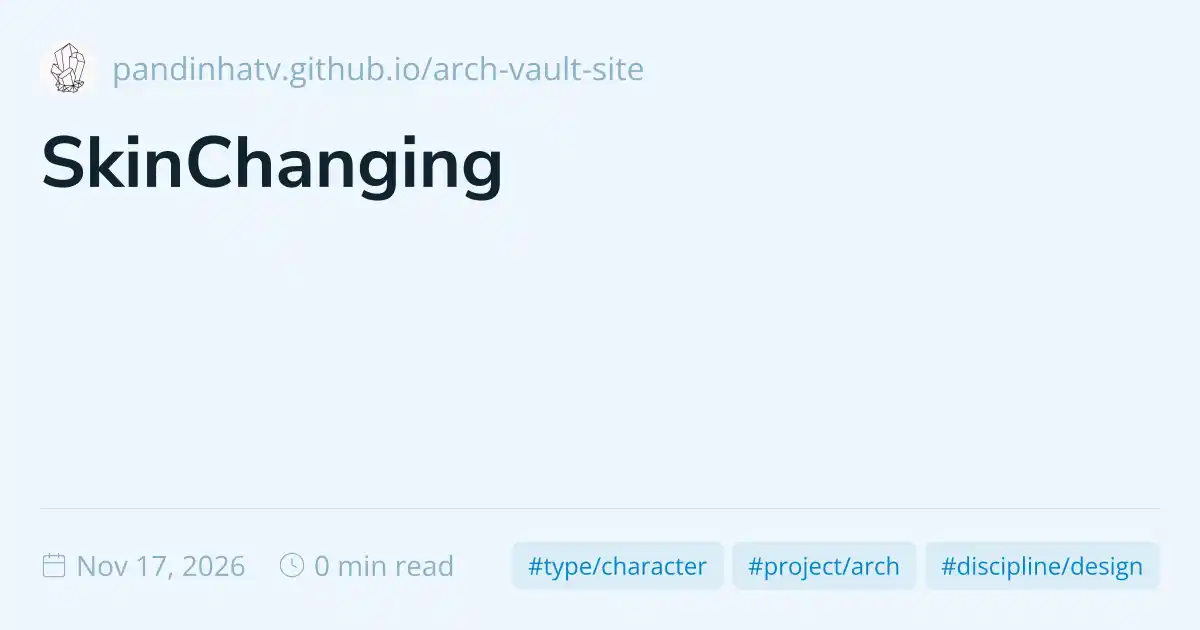 pandinhatv.github.io/arch-vault-site
SkinChanging
Nov 17, 2026 0 min read #type/character #project/arch #discipline/design